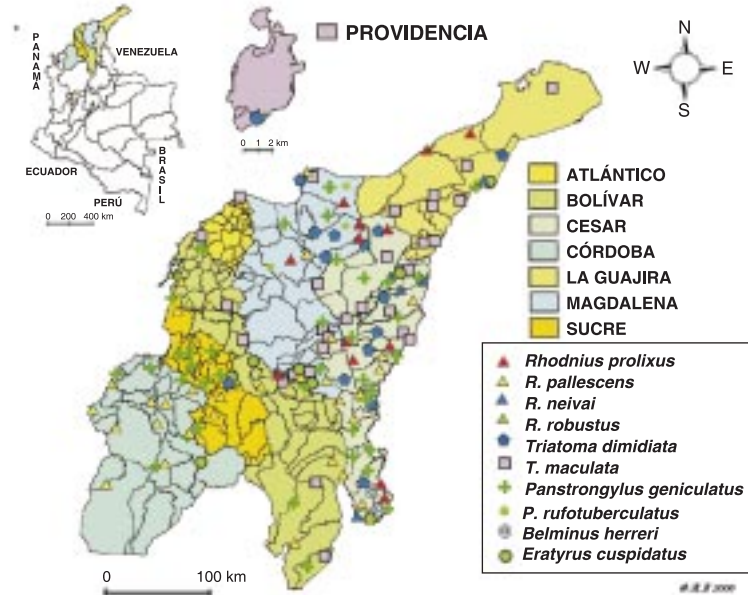 PANAMÁ
VENEZUELA
ECUADOR
PERÚ
BRASIL
0 200 400 km
PROVIDENCIA
0 1 2 km
N
W E
S
ATLÁNTICO
BOLÍVAR
CESAR
CÓRDOBA
LA GUAJIRA
MAGDALENA
SUCRE
Rhodnius prolixus
R. pallescens
R. neivai
R. robustus
Triatoma dimidiata
T. maculata
Panstrongylus geniculatus
P. rufotuberculatus
Belminus herreri
Eratyrus cuspidatus
0 100 km